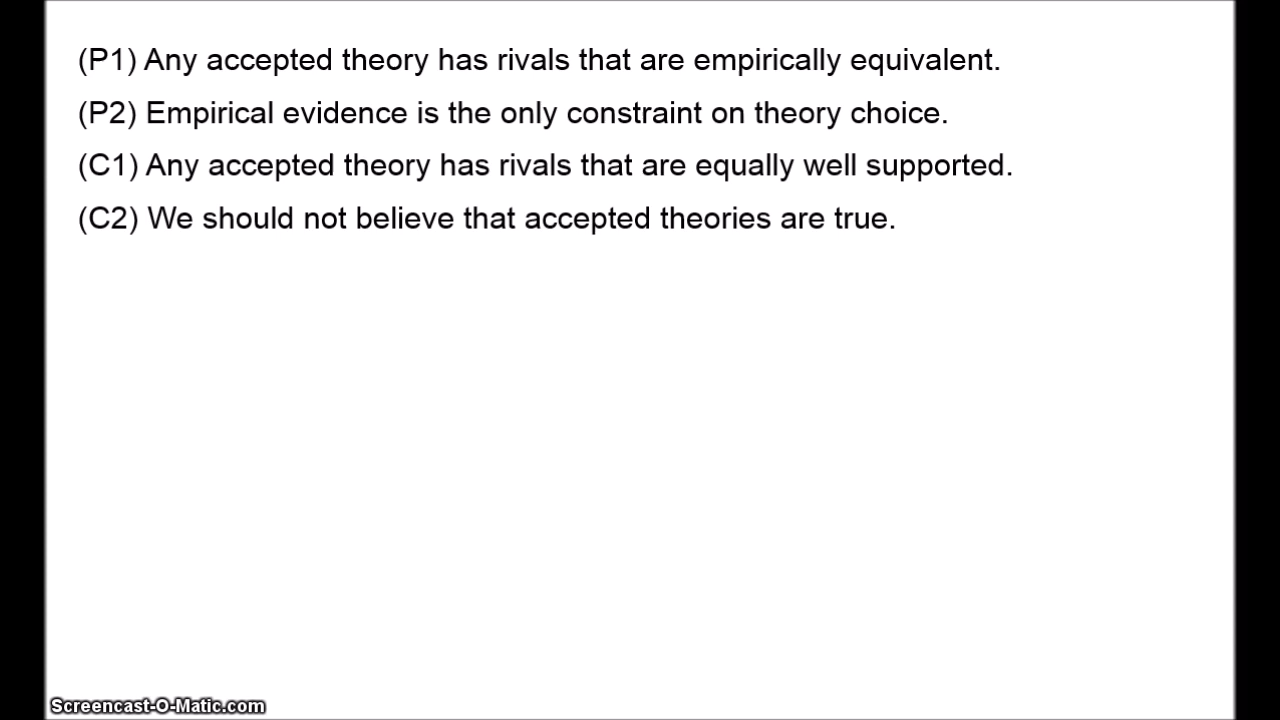 (P1) Any accepted theory has rivals that are empirically equivalent.
(P2) Empirical evidence is the only constraint on theory choice.
(C1) Any accepted theory has rivals that are equally well supported.
(C2) We should not believe that accepted theories are true.
Screencast-O-Matic.com